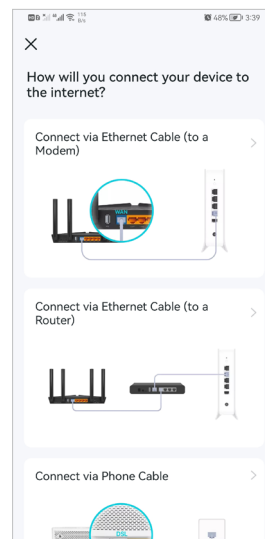 115
B/s
48%
3:39
How will you connect your device to
the internet?
Connect via Ethernet Cable (to a
Modem)
WAN
Connect via Ethernet Cable (to a
Router)
Connect via Phone Cable
DSL